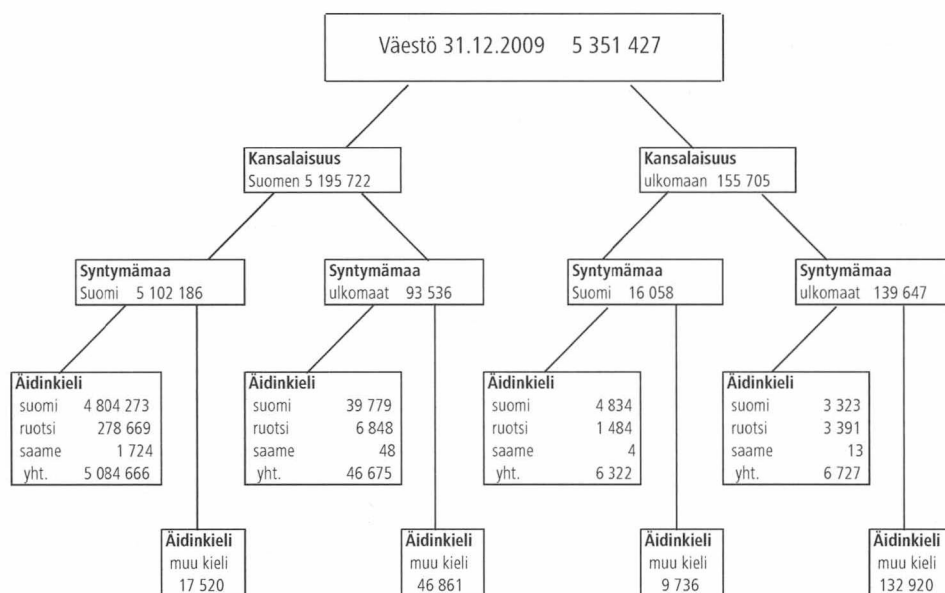 Väestö 31.12.2009 5 351 427
Kansalaisuus
Suomen 5 195 722
Kansalaisuus
ulkomaan 155 705
Syntymämaa
Suomi 5 102 186
Syntymämaa
ulkomaat 93 536
Syntymämaa
Suomi 16 058
Syntymämaa
ulkomaat 139 647
Äidinkieli
suomi 4 804 273
ruotsi 278 669
saame 1 724
yht. 5 084 666
Äidinkieli
suomi 39 779
ruotsi 6 848
saame 48
yht. 46 675
Äidinkieli
suomi 4 834
ruotsi 1 484
saame 4
yht. 6 322
Äidinkieli
suomi 3 323
ruotsi 3 391
saame 13
yht. 6 727
Äidinkieli
muu kieli
17 520
Äidinkieli
muu kieli
46 861
Äidinkieli
muu kieli
9 736
Äidinkieli
muu kieli
132 920